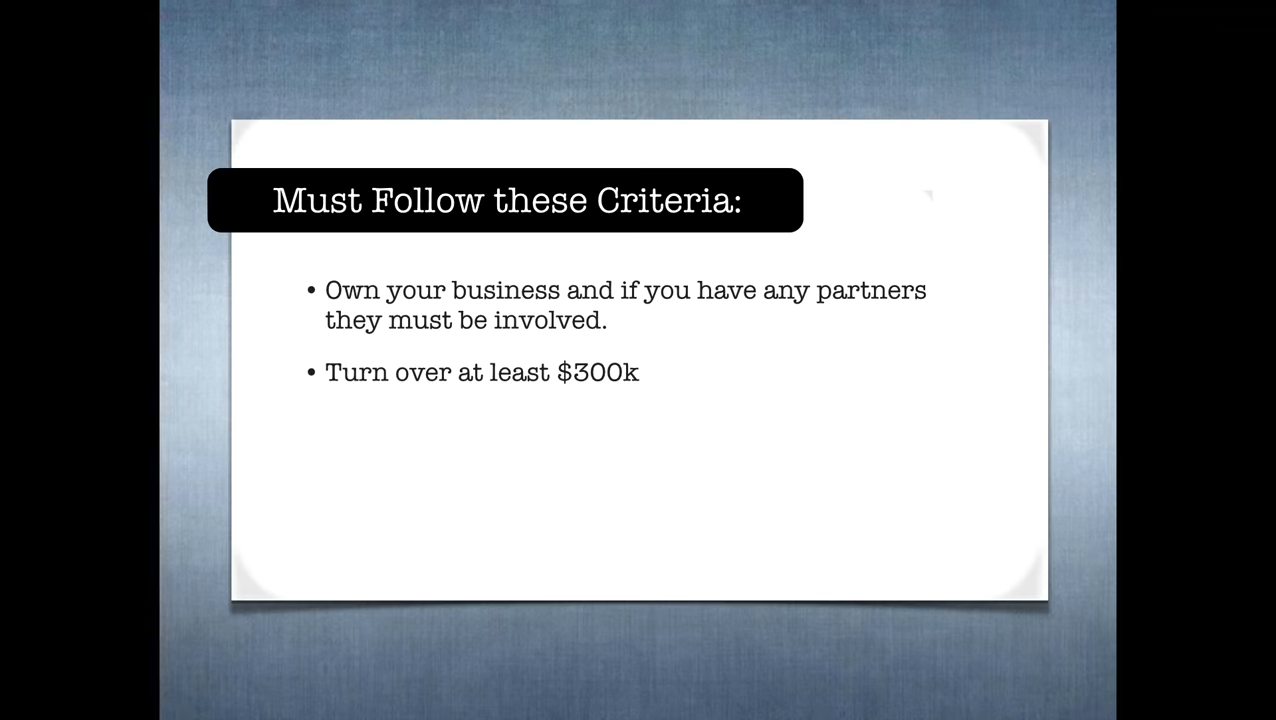 Must Follow these Criteria:
• Own your business and if you have any partners
they must be involved.
• Turn over at least $300k